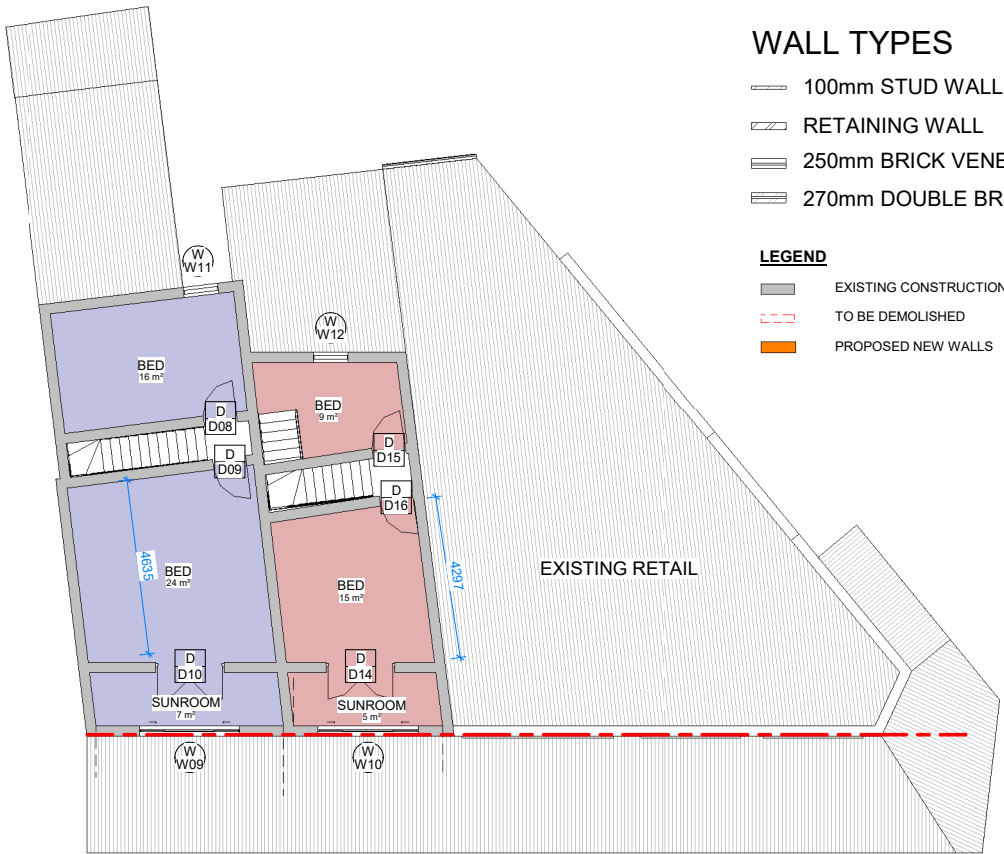 WALL TYPES
100mm STUD WALL
RETAINING WALL
250mm BRICK VENE
270mm DOUBLE BR
LEGEND
EXISTING CONSTRUCTION
TO BE DEMOLISHED
PROPOSED NEW WALLS
W
W11
W
W12
BED
16 m²
BED
9 m²
D
D08
D
D09
D
D15
D
D16
4635
4297
BED
24 m²
BED
15 m²
EXISTING RETAIL
D
D10
D
D14
SUNROOM
7 m²
SUNROOM
5 m²
W
W09
W
W10